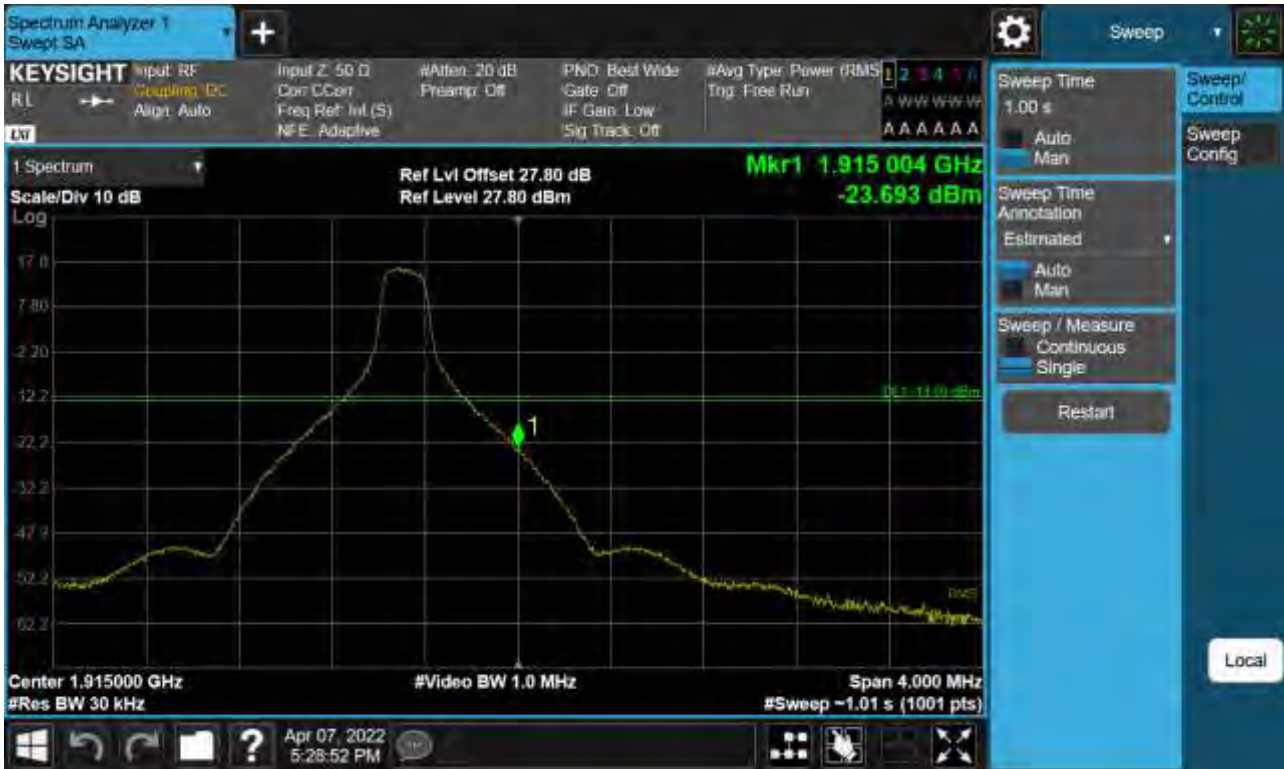 Spectrum Analyzer 1
Swept SA
+
Sweep
KEYSIGHT
RL
LXI
Input: RF
Coupling: DC
Align: Auto
Input Z: 50 Ω
Corr CCorr
Freq Ref: Int (S)
NFE: Adaptive
#Atten: 20 dB
Preamp: Off
PNO: Best Wide
Gate: Off
IF Gain: Low
Sig Track: Off
#Avg Type: Power (RMS
Trig: Free Run
1 2 3 4 5 6
A W W W W W
A A A A A A
1 Spectrum
Scale/Div 10 dB
Log
Ref Lvl Offset 27.80 dB
Ref Level 27.80 dBm
Mkr1 1.915 004 GHz
-23.693 dBm
17.8
7.80
-2.20
-12.2
-22.2
-32.2
-42.2
-52.2
-62.2
DL1 -13.00 dBm
1
RMS
Center 1.915000 GHz
#Res BW 30 kHz
#Video BW 1.0 MHz
Span 4.000 MHz
#Sweep ~1.01 s (1001 pts)
Sweep Time
1.00 s
Auto
Man
Sweep Time
Annotation
Estimated
Auto
Man
Sweep / Measure
Continuous
Single
Restart
Sweep/
Control
Sweep
Config
Local
?
Apr 07, 2022
5:28:52 PM